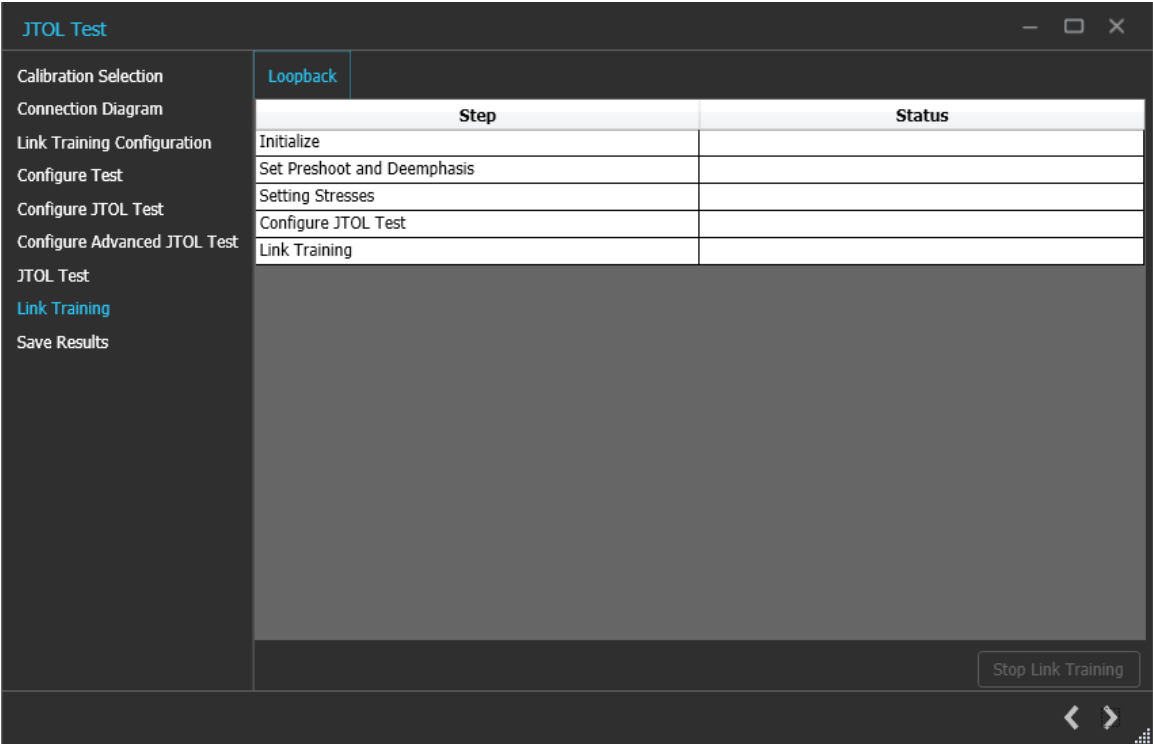 JTOL Test
Calibration Selection
Connection Diagram
Link Training Configuration
Configure Test
Configure JTOL Test
Configure Advanced JTOL Test
JTOL Test
Link Training
Save Results
Loopback
Step Status
Initialize
Set Preshoot and Deemphasis
Setting Stresses
Configure JTOL Test
Link Training
Stop Link Training